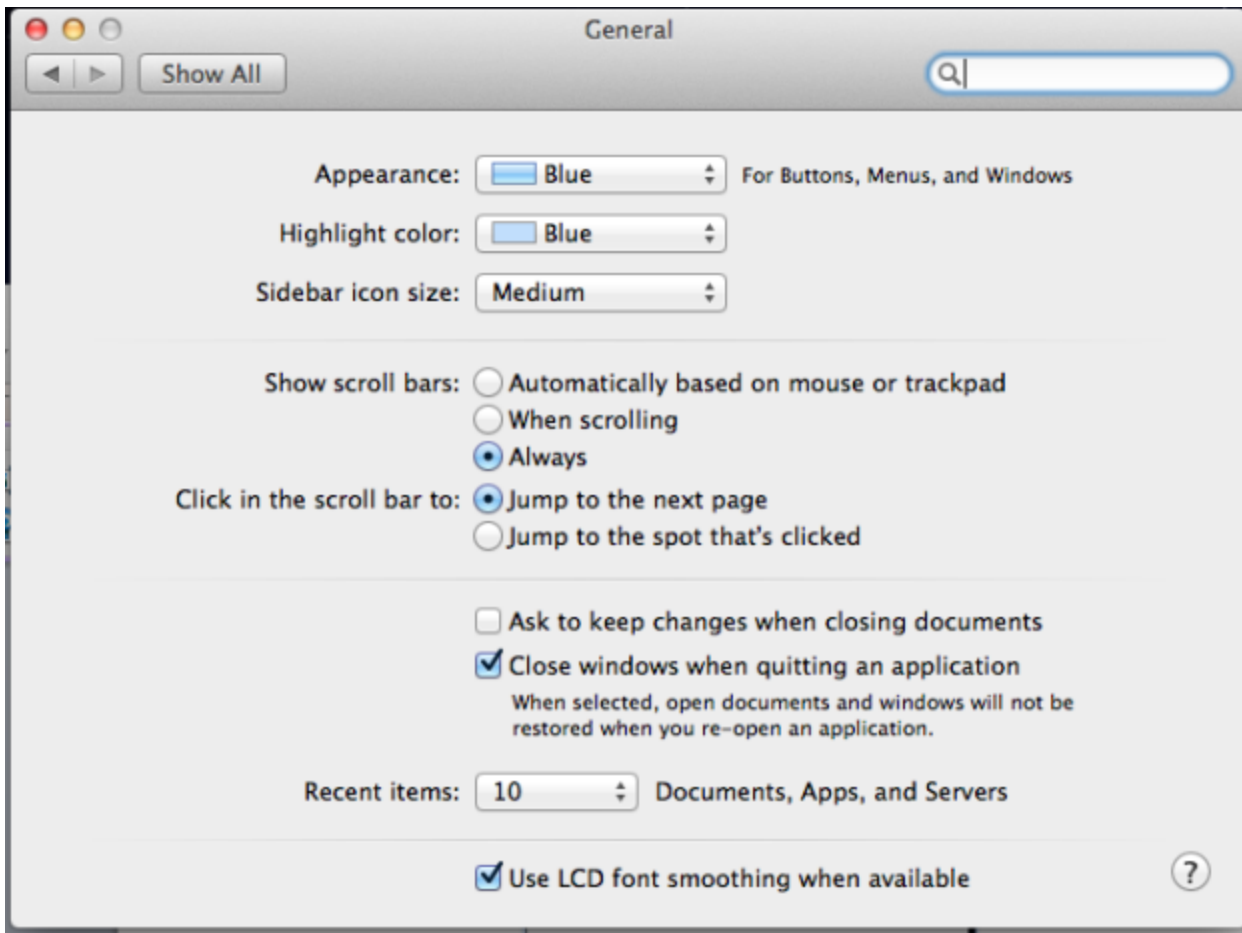 General
Show All
Appearance: Blue For Buttons, Menus, and Windows
Highlight color: Blue
Sidebar icon size: Medium
Show scroll bars: Automatically based on mouse or trackpad
When scrolling
Always
Click in the scroll bar to: Jump to the next page
Jump to the spot that's clicked
Ask to keep changes when closing documents
Close windows when quitting an application
When selected, open documents and windows will not be
restored when you re-open an application.
Recent items: 10 Documents, Apps, and Servers
Use LCD font smoothing when available ?